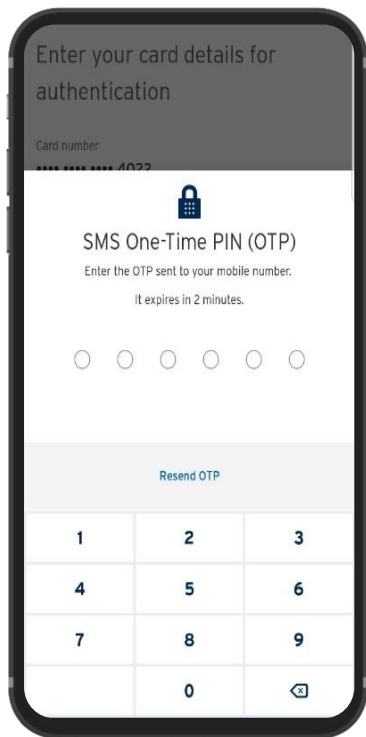 Enter your card details for
authentication
Card number
•••• •••• •••• 4022
SMS One-Time PIN (OTP)
Enter the OTP sent to your mobile number.
It expires in 2 minutes.
Resend OTP
1 2 3
4 5 6
7 8 9
0